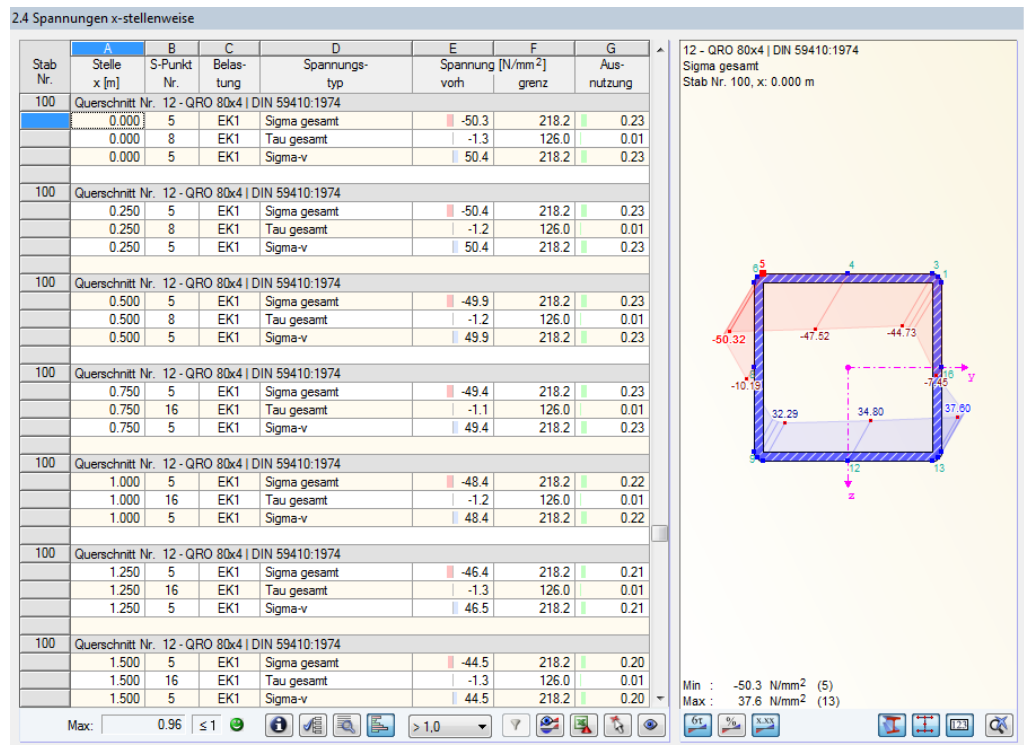 2.4 Spannungen x-stellenweise
A B C D E F G
Stab Stelle S-Punkt Belas- Spannungs- Spannung [N/mm²] Aus-
Nr. x [m] Nr. tung typ vorh grenz nutzung
100 Querschnitt Nr. 12 - QRO 80x4 | DIN 59410:1974
0.000 5 EK1 Sigma gesamt -50.3 218.2 0.23
0.000 8 EK1 Tau gesamt -1.3 126.0 0.01
0.000 5 EK1 Sigma-v 50.4 218.2 0.23
100 Querschnitt Nr. 12 - QRO 80x4 | DIN 59410:1974
0.250 5 EK1 Sigma gesamt -50.4 218.2 0.23
0.250 8 EK1 Tau gesamt -1.2 126.0 0.01
0.250 5 EK1 Sigma-v 50.4 218.2 0.23
100 Querschnitt Nr. 12 - QRO 80x4 | DIN 59410:1974
0.500 5 EK1 Sigma gesamt -49.9 218.2 0.23
0.500 8 EK1 Tau gesamt -1.2 126.0 0.01
0.500 5 EK1 Sigma-v 49.9 218.2 0.23
100 Querschnitt Nr. 12 - QRO 80x4 | DIN 59410:1974
0.750 5 EK1 Sigma gesamt -49.4 218.2 0.23
0.750 16 EK1 Tau gesamt -1.1 126.0 0.01
0.750 5 EK1 Sigma-v 49.4 218.2 0.23
100 Querschnitt Nr. 12 - QRO 80x4 | DIN 59410:1974
1.000 5 EK1 Sigma gesamt -48.4 218.2 0.22
1.000 16 EK1 Tau gesamt -1.2 126.0 0.01
1.000 5 EK1 Sigma-v 48.4 218.2 0.22
100 Querschnitt Nr. 12 - QRO 80x4 | DIN 59410:1974
1.250 5 EK1 Sigma gesamt -46.4 218.2 0.21
1.250 16 EK1 Tau gesamt -1.3 126.0 0.01
1.250 5 EK1 Sigma-v 46.5 218.2 0.21
100 Querschnitt Nr. 12 - QRO 80x4 | DIN 59410:1974
1.500 5 EK1 Sigma gesamt -44.5 218.2 0.20
1.500 16 EK1 Tau gesamt -1.3 126.0 0.01
1.500 5 EK1 Sigma-v 44.5 218.2 0.20
Max: 0.96 ≤ 1 > 1,0
12 - QRO 80x4 | DIN 59410:1974
Sigma gesamt
Stab Nr. 100, x: 0.000 m
6 5 4 3 1
-50.32 -47.52 -44.73
-10.19 -7.45 16 y
32.29 34.80 37.60
9 12 13
z
Min : -50.3 N/mm² (5)
Max : 37.6 N/mm² (13)
στ % x.xx 123